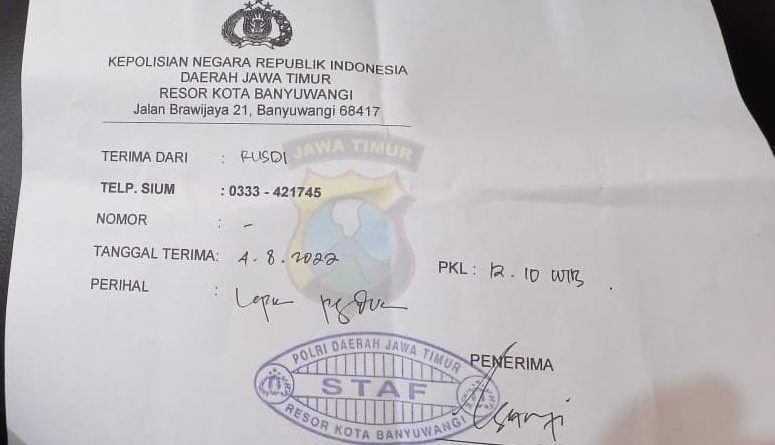 KEPOLISIAN NEGARA REPUBLIK INDONESIA
DAERAH JAWA TIMUR
RESOR KOTA BANYUWANGI
Jalan Brawijaya 21, Banyuwangi 68417
JAWA TIMUR
TERIMA DARI : RUSDI
TELP. SIUM : 0333 - 421745
NOMOR : -
TANGGAL TERIMA: 4.8.2022 PKL : 12.10 WIB .
PERIHAL :
PENERIMA
POLRI DAERAH JAWA TIMUR
STAF
RESOR KOTA BANYUWANGI